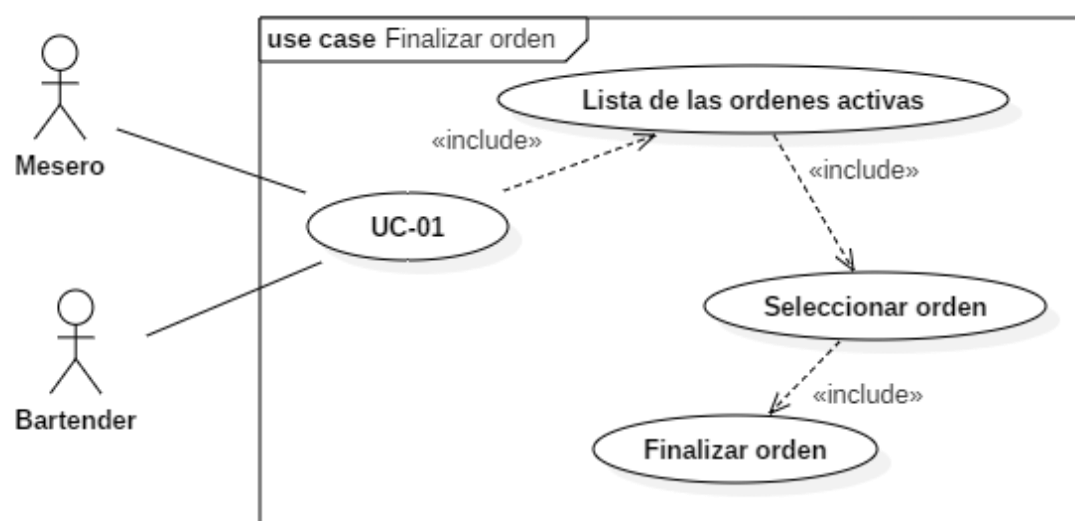 use case Finalizar orden
Lista de las ordenes activas
«include»
«include»
Mesero
UC-01
Seleccionar orden
«include»
Bartender
Finalizar orden